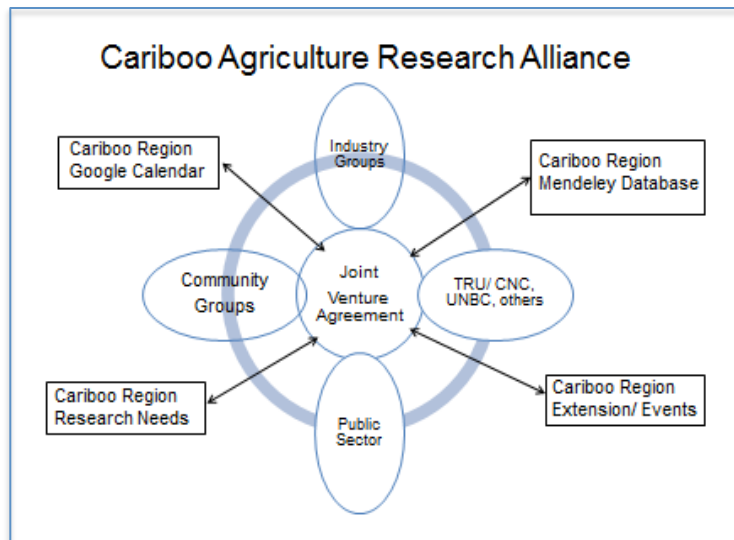 Cariboo Agriculture Research Alliance
Industry
Groups
Cariboo Region
Google Calendar
Cariboo Region
Mendeley Database
Community
Groups
Joint
Venture
Agreement
TRU/ CNC,
UNBC, others
Cariboo Region
Research Needs
Cariboo Region
Extension/ Events
Public
Sector